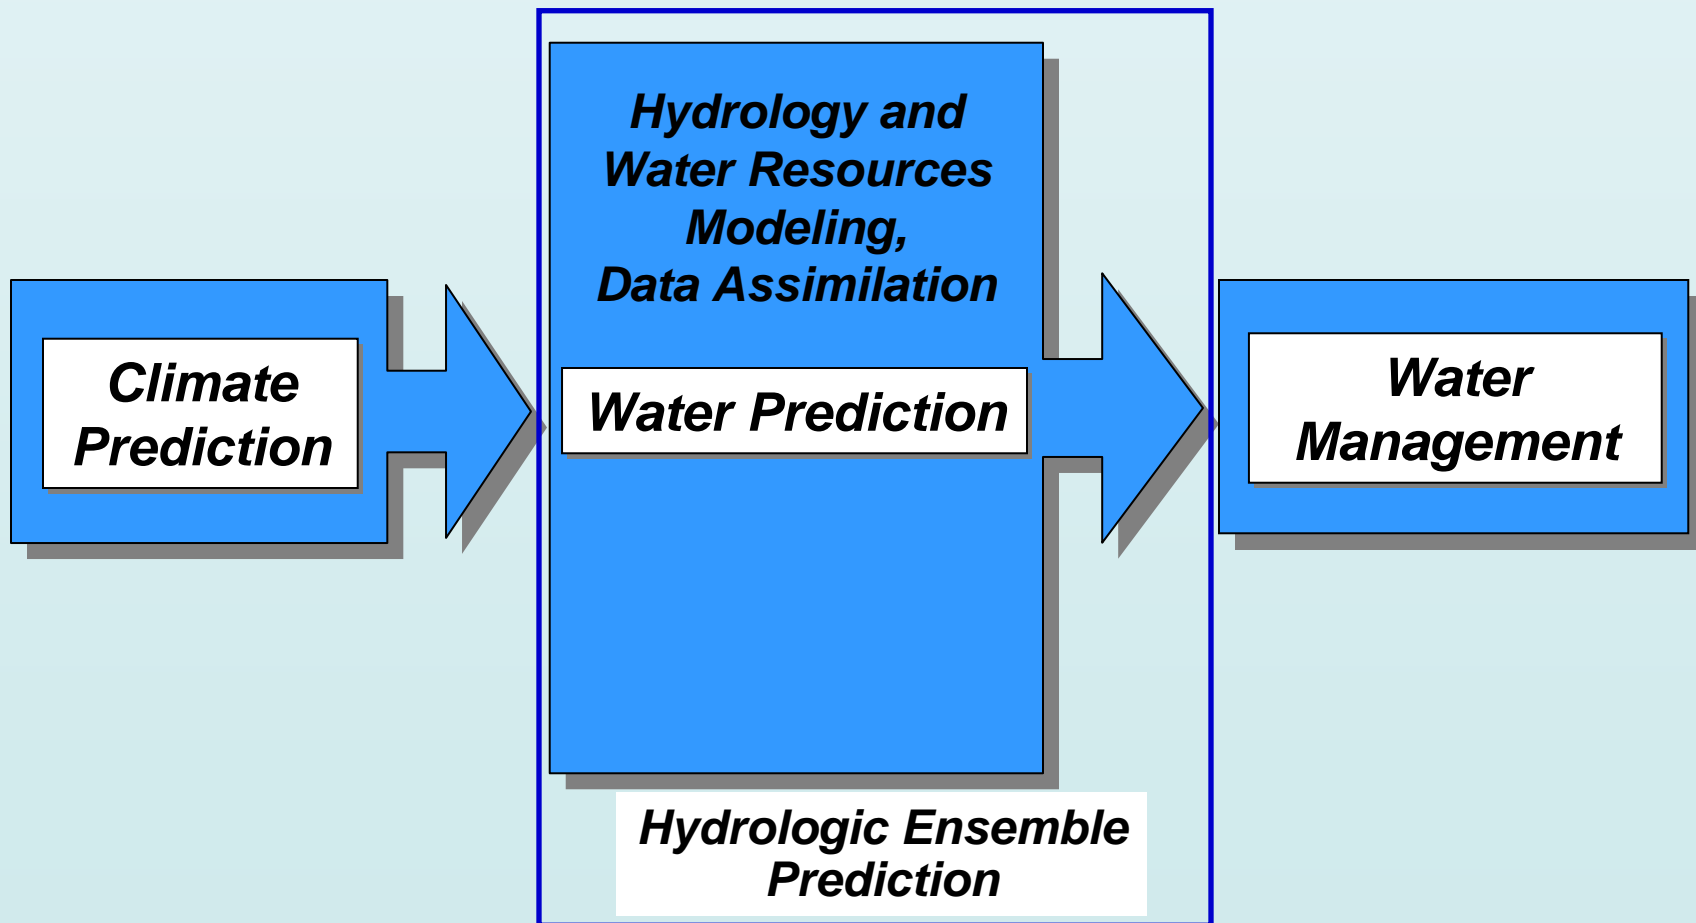 Climate
Prediction
Hydrology and
Water Resources
Modeling,
Data Assimilation
Water Prediction
Hydrologic Ensemble
Prediction
Water
Management